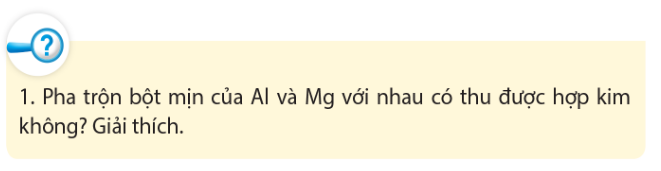 ?
1. Pha trộn bột mịn của Al và Mg với nhau có thu được hợp kim
không? Giải thích.